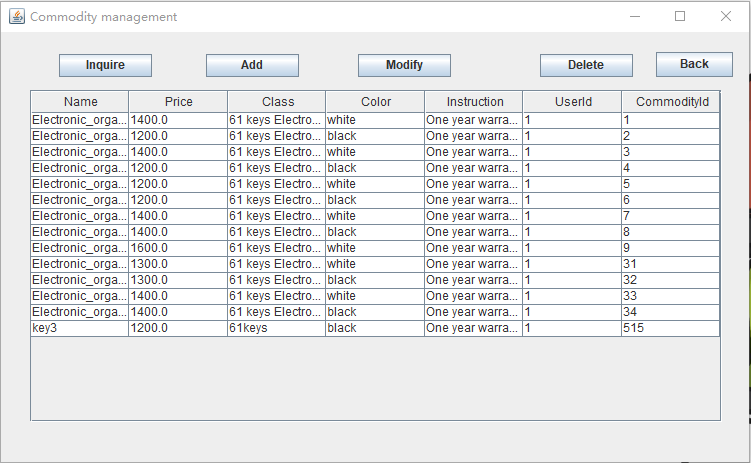 Commodity management
Inquire Add Modify Delete Back
Name Price Class Color Instruction UserId CommodityId
Electronic_orga... 1400.0 61 keys Electro... white One year warra... 1 1
Electronic_orga... 1200.0 61 keys Electro... black One year warra... 1 2
Electronic_orga... 1400.0 61 keys Electro... white One year warra... 1 3
Electronic_orga... 1200.0 61 keys Electro... black One year warra... 1 4
Electronic_orga... 1200.0 61 keys Electro... white One year warra... 1 5
Electronic_orga... 1200.0 61 keys Electro... black One year warra... 1 6
Electronic_orga... 1400.0 61 keys Electro... white One year warra... 1 7
Electronic_orga... 1400.0 61 keys Electro... black One year warra... 1 8
Electronic_orga... 1600.0 61 keys Electro... white One year warra... 1 9
Electronic_orga... 1300.0 61 keys Electro... white One year warra... 1 31
Electronic_orga... 1300.0 61 keys Electro... black One year warra... 1 32
Electronic_orga... 1400.0 61 keys Electro... white One year warra... 1 33
Electronic_orga... 1400.0 61 keys Electro... black One year warra... 1 34
key3 1200.0 61keys black One year warra... 1 515